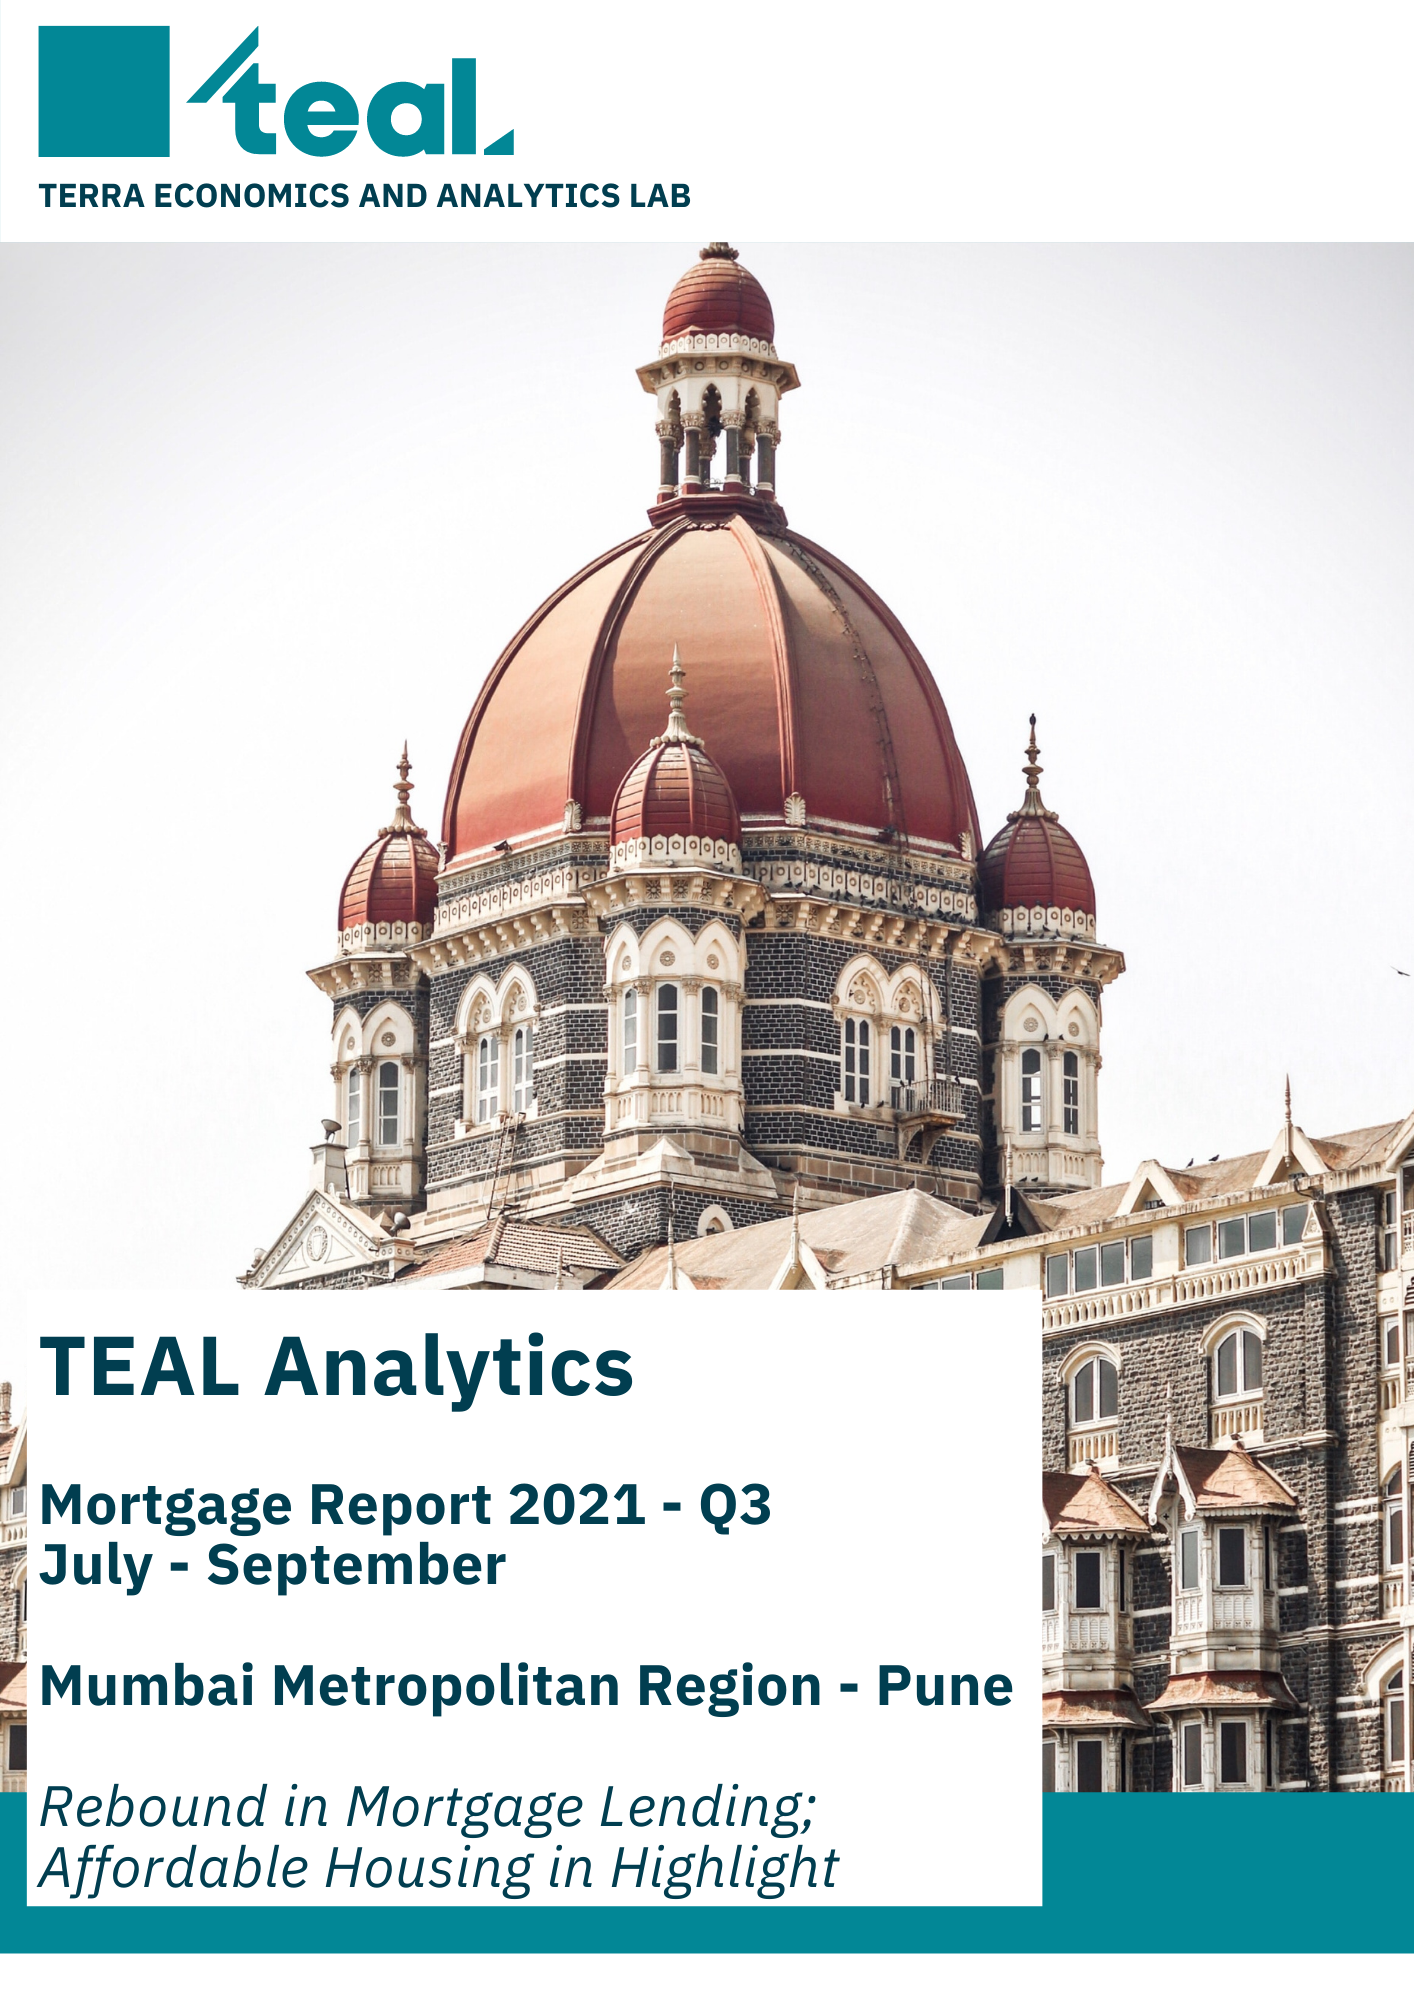 teal
TERRA ECONOMICS AND ANALYTICS LAB
TEAL Analytics
Mortgage Report 2021 - Q3
July - September
Mumbai Metropolitan Region - Pune
Rebound in Mortgage Lending;
Affordable Housing in Highlight